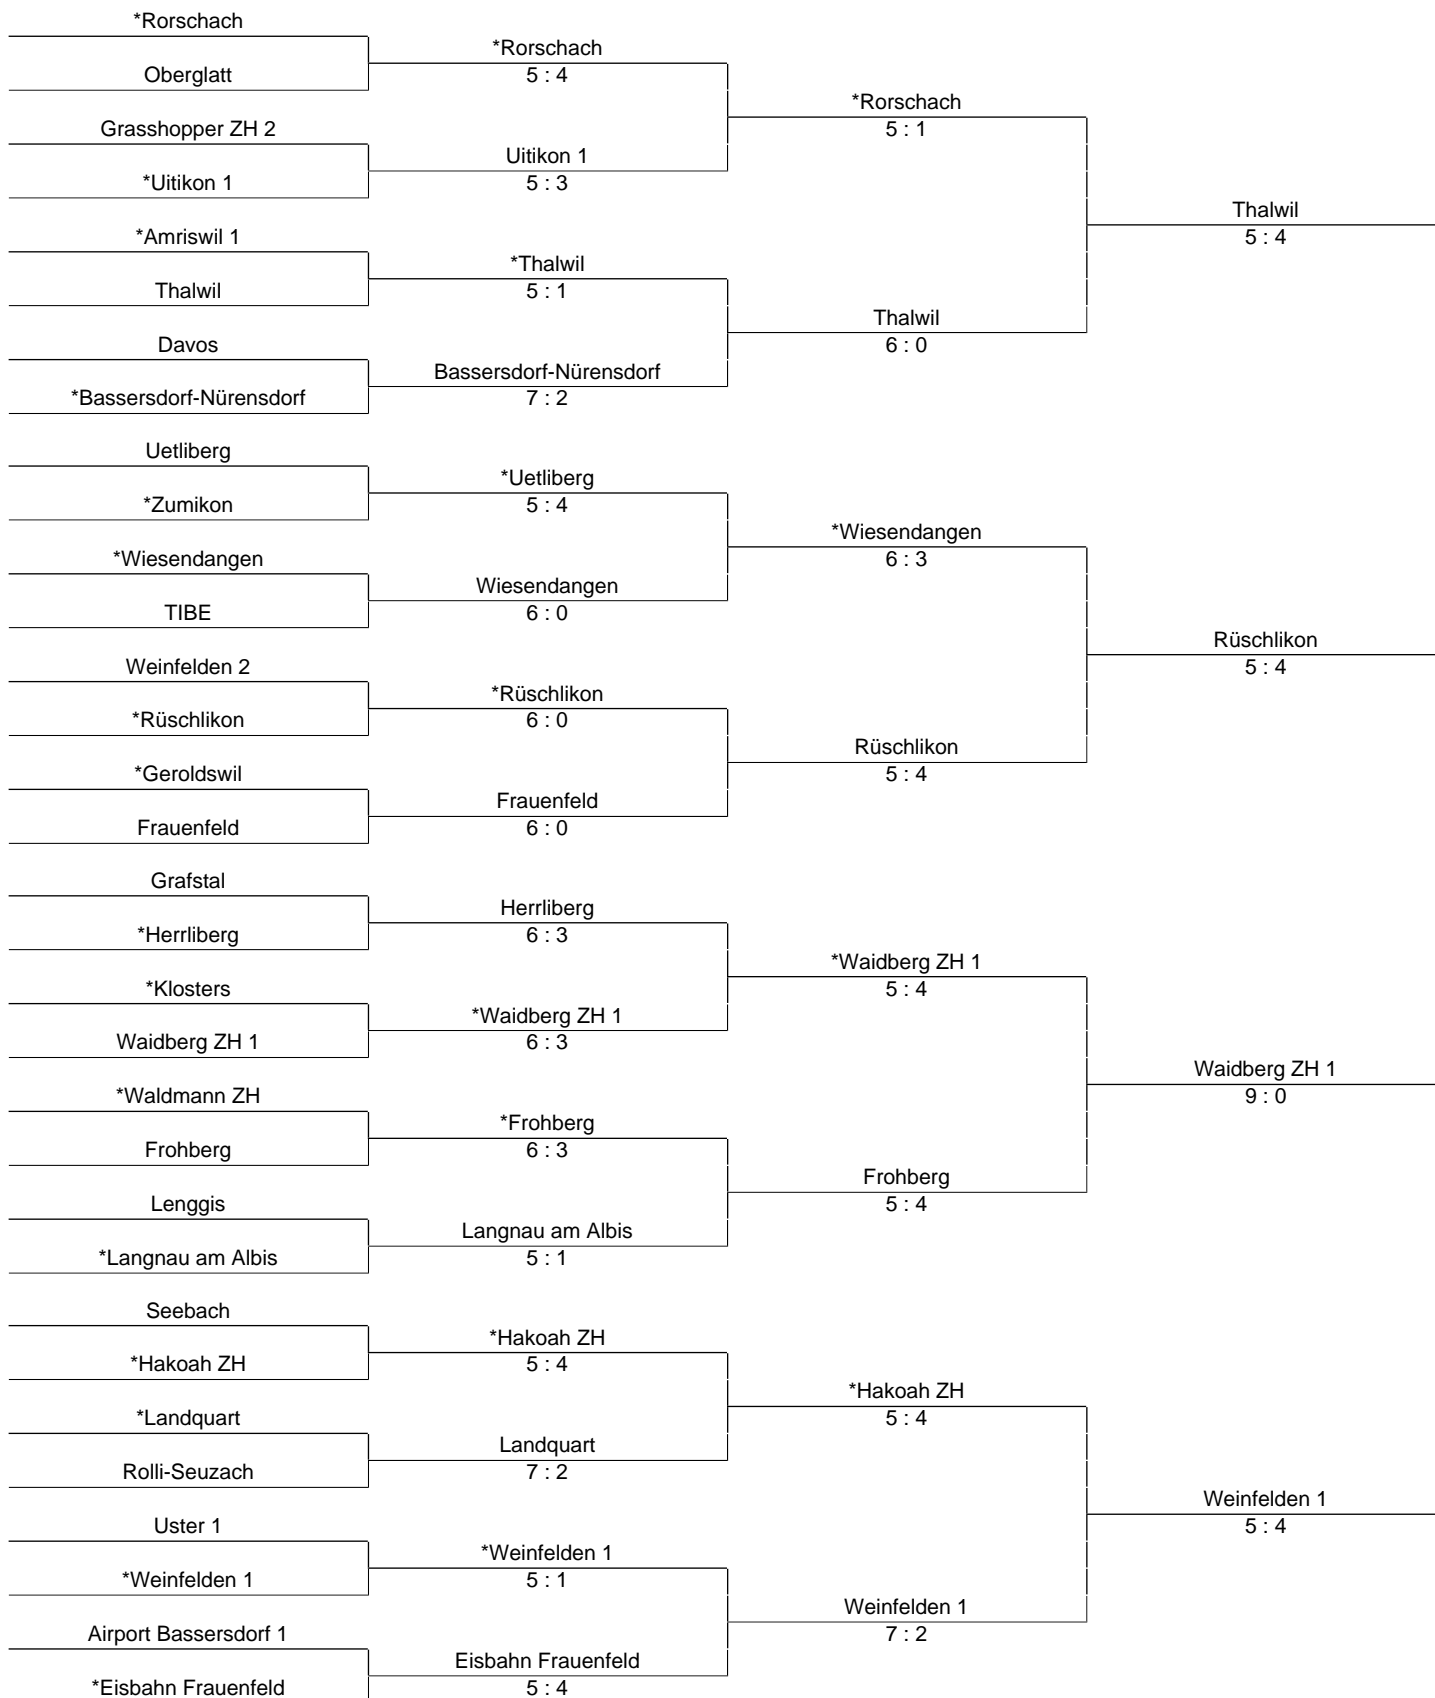 *Rorschach
Oberglatt
Grasshopper ZH 2
*Uitikon 1
*Amriswil 1
Thalwil
Davos
*Bassersdorf-Nürensdorf
Uetliberg
*Zumikon
*Wiesendangen
TIBE
Weinfelden 2
*Rüschlikon
*Geroldswil
Frauenfeld
Grafstal
*Herrliberg
*Klosters
Waidberg ZH 1
*Waldmann ZH
Frohberg
Lenggis
*Langnau am Albis
Seebach
*Hakoah ZH
*Landquart
Rolli-Seuzach
Uster 1
*Weinfelden 1
Airport Bassersdorf 1
*Eisbahn Frauenfeld
*Rorschach
5 : 4
Uitikon 1
5 : 3
*Thalwil
5 : 1
Bassersdorf-Nürensdorf
7 : 2
*Uetliberg
5 : 4
Wiesendangen
6 : 0
*Rüschlikon
6 : 0
Frauenfeld
6 : 0
Herrliberg
6 : 3
*Waidberg ZH 1
6 : 3
*Frohberg
6 : 3
Langnau am Albis
5 : 1
*Hakoah ZH
5 : 4
Landquart
7 : 2
*Weinfelden 1
5 : 1
Eisbahn Frauenfeld
5 : 4
*Rorschach
5 : 1
Thalwil
6 : 0
*Wiesendangen
6 : 3
Rüschlikon
5 : 4
*Waidberg ZH 1
5 : 4
Frohberg
5 : 4
*Hakoah ZH
5 : 4
Weinfelden 1
7 : 2
Thalwil
5 : 4
Rüschlikon
5 : 4
Waidberg ZH 1
9 : 0
Weinfelden 1
5 : 4